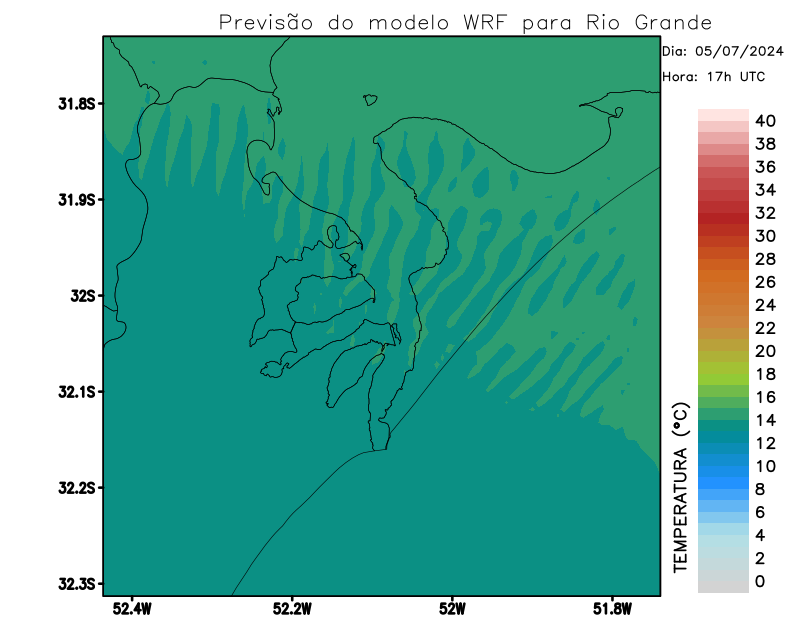 Previsão do modelo WRF para Rio Grande
Dia: 05/07/2024
Hora: 17h UTC
31.8S
31.9S
32S
32.1S
32.2S
32.3S
52.4W
52.2W
52W
51.8W
40
38
36
34
32
30
28
26
24
22
20
18
16
14
12
10
8
6
4
2
0
TEMPERATURA (°C)